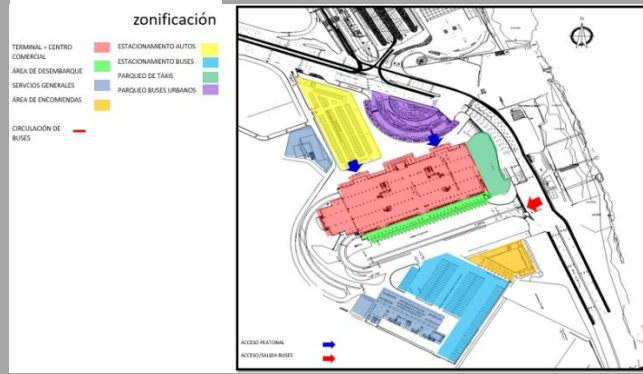 zonificación
TERMINAL + CENTRO
COMERCIAL
ÁREA DE DESEMBARQUE
SERVICIOS GENERALES
ÁREA DE ENCOMIENDAS
CIRCULACIÓN DE
BUSES
ESTACIONAMIENTO AUTOS
ESTACIONAMIENTO BUSES
PARQUEO DE TAXIS
PARQUEO BUSES URBANOS
N
ACCESO PEATONAL
ACCESO/SALIDA BUSES